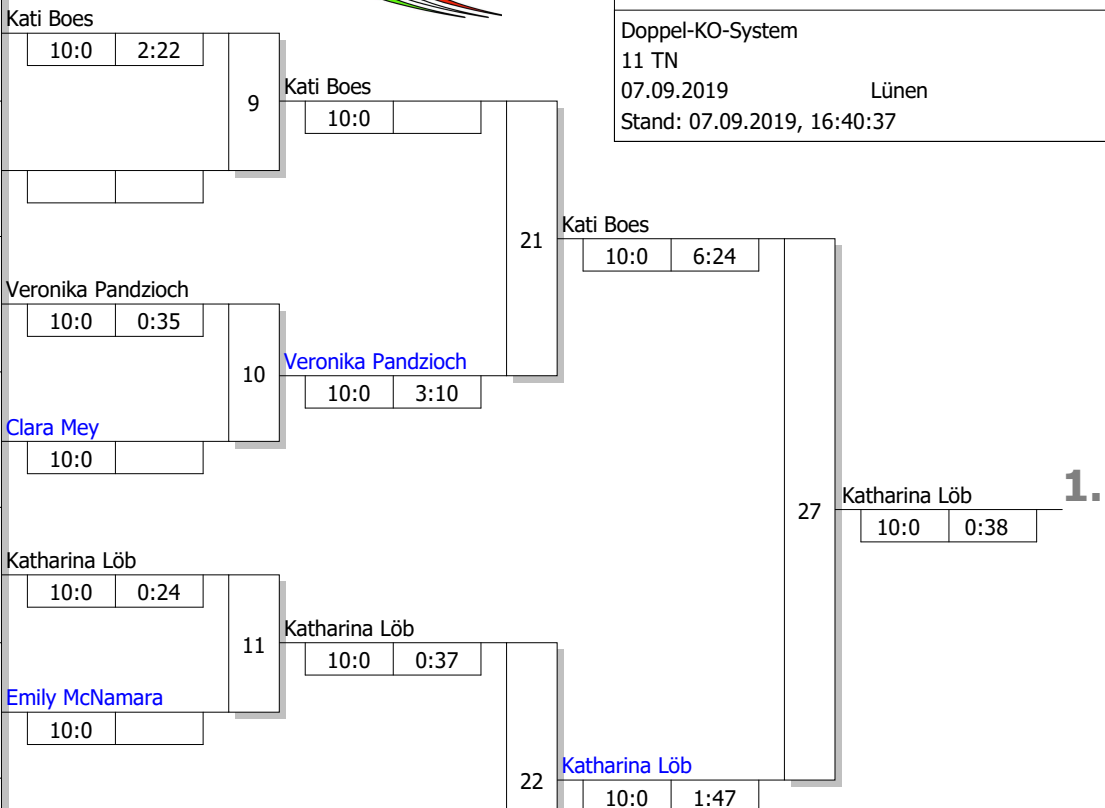 Kati Boes
10:0 2:22
Doppel-KO-System
11 TN
07.09.2019 Lünen
Stand: 07.09.2019, 16:40:37
9
Kati Boes
10:0
21
Kati Boes
10:0 6:24
Veronika Pandzioch
10:0 0:35
10
Veronika Pandzioch
10:0 3:10
Clara Mey
10:0
27
Katharina Löb
1.
10:0 0:38
Katharina Löb
10:0 0:24
11
Katharina Löb
10:0 0:37
Emily McNamara
10:0
22
Katharina Löb
10:0 1:47